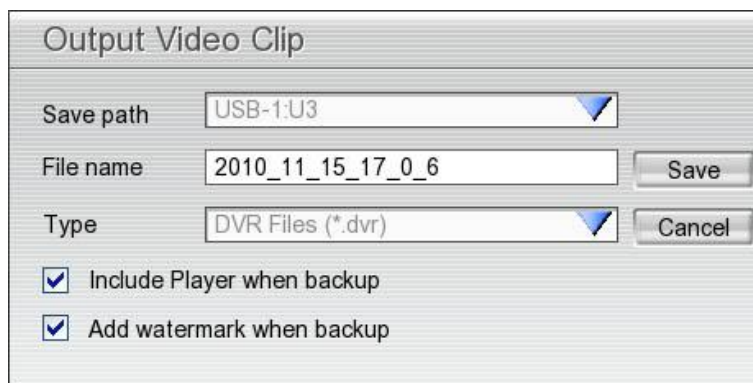 Output Video Clip
Save path USB-1:U3
File name 2010_11_15_17_0_6 Save
Type DVR Files (*.dvr) Cancel
Include Player when backup
Add watermark when backup